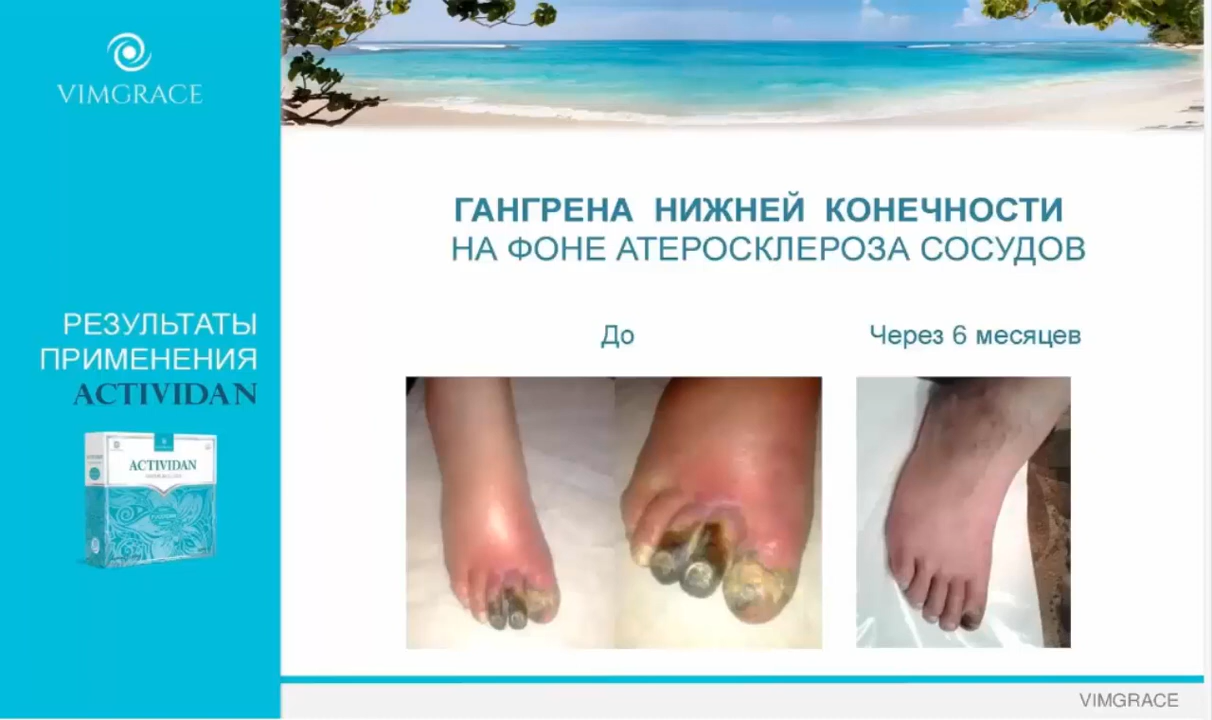 VIMGRACE
РЕЗУЛЬТАТЫ
ПРИМЕНЕНИЯ
ACTIVIDAN
ACTIVIDAN
ГАНГРЕНА НИЖНЕЙ КОНЕЧНОСТИ
НА ФОНЕ АТЕРОСКЛЕРОЗА СОСУДОВ
До
Через 6 месяцев
VIMGRACE